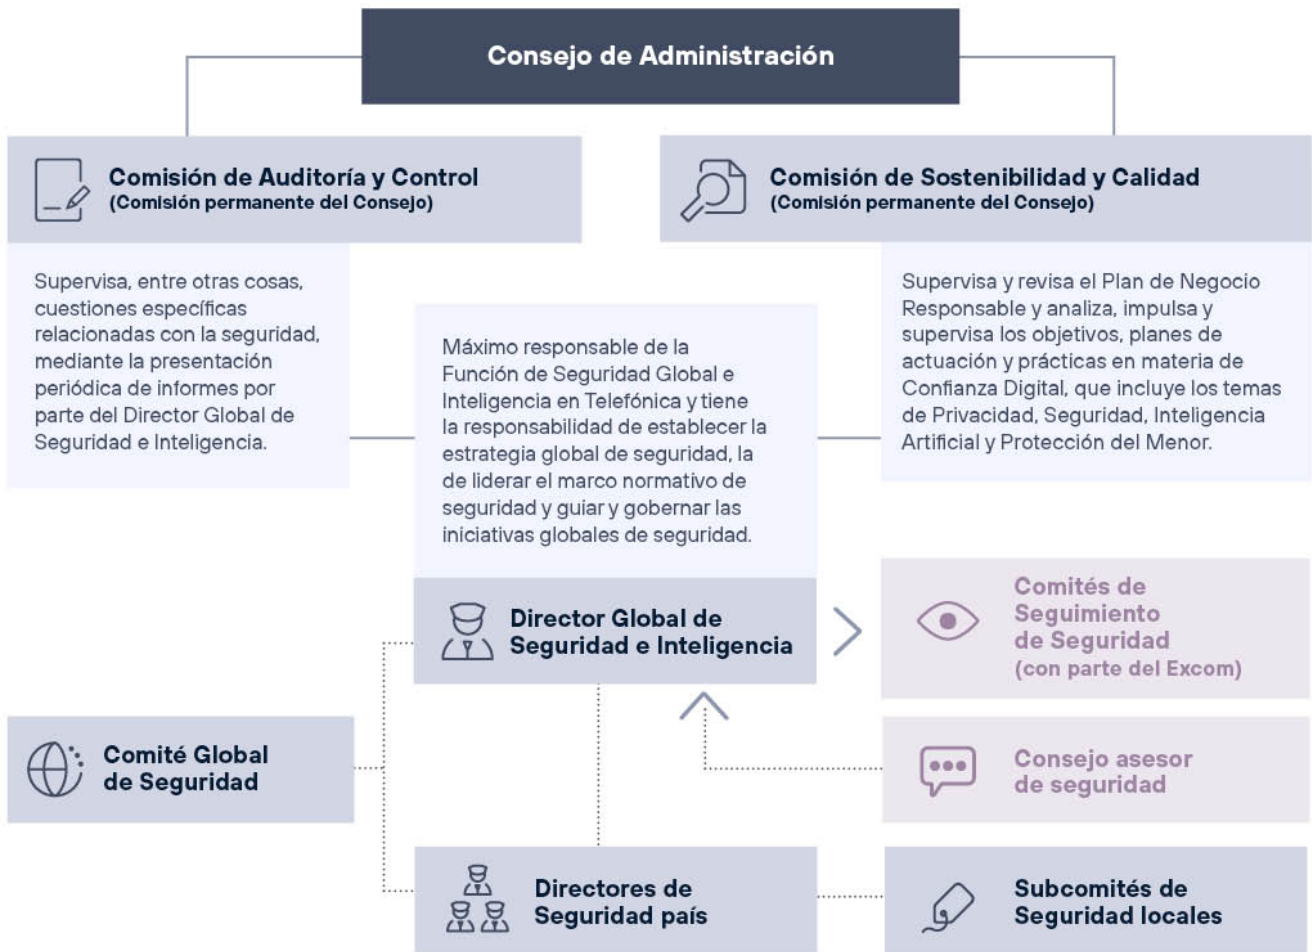 Consejo de Administración
Comisión de Auditoría y Control
(Comisión permanente del Consejo)
Supervisa, entre otras cosas,
cuestiones específicas
relacionadas con la seguridad,
mediante la presentación
periódica de informes por
parte del Director Global de
Seguridad e Inteligencia.
Comisión de Sostenibilidad y Calidad
(Comisión permanente del Consejo)
Supervisa y revisa el Plan de Negocio
Responsable y analiza, impulsa y
supervisa los objetivos, planes de
actuación y prácticas en materia de
Confianza Digital, que incluye los temas
de Privacidad, Seguridad, Inteligencia
Artificial y Protección del Menor.
Máximo responsable de la
Función de Seguridad Global e
Inteligencia en Telefónica y tiene
la responsabilidad de establecer la
estrategia global de seguridad, la
de liderar el marco normativo de
seguridad y guiar y gobernar las
iniciativas globales de seguridad.
Director Global de
Seguridad e Inteligencia
Comités de
Seguimiento
de Seguridad
(con parte del Excom)
Comité Global
de Seguridad
Consejo asesor
de seguridad
Directores de
Seguridad país
Subcomités de
Seguridad locales